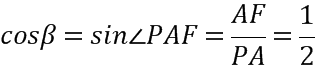 cosβ = sin∠PAF = AF/PA = 1/2